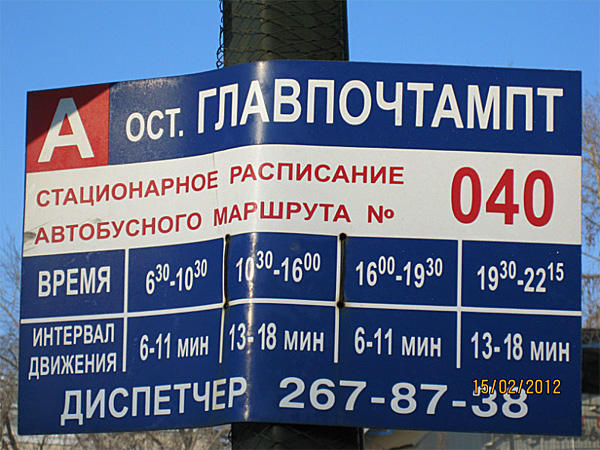 А
ОСТ. ГЛАВПОЧТАМПТ
СТАЦИОНАРНОЕ РАСПИСАНИЕ
АВТОБУСНОГО МАРШРУТА № 040
ВРЕМЯ 6³⁰-10³⁰ 10³⁰-16⁰⁰ 16⁰⁰-19³⁰ 19³⁰-22¹⁵
ИНТЕРВАЛ
ДВИЖЕНИЯ 6-11 мин 13-18 мин 6-11 мин 13-18 мин
ДИСПЕТЧЕР 267-87-38
15/02/2012